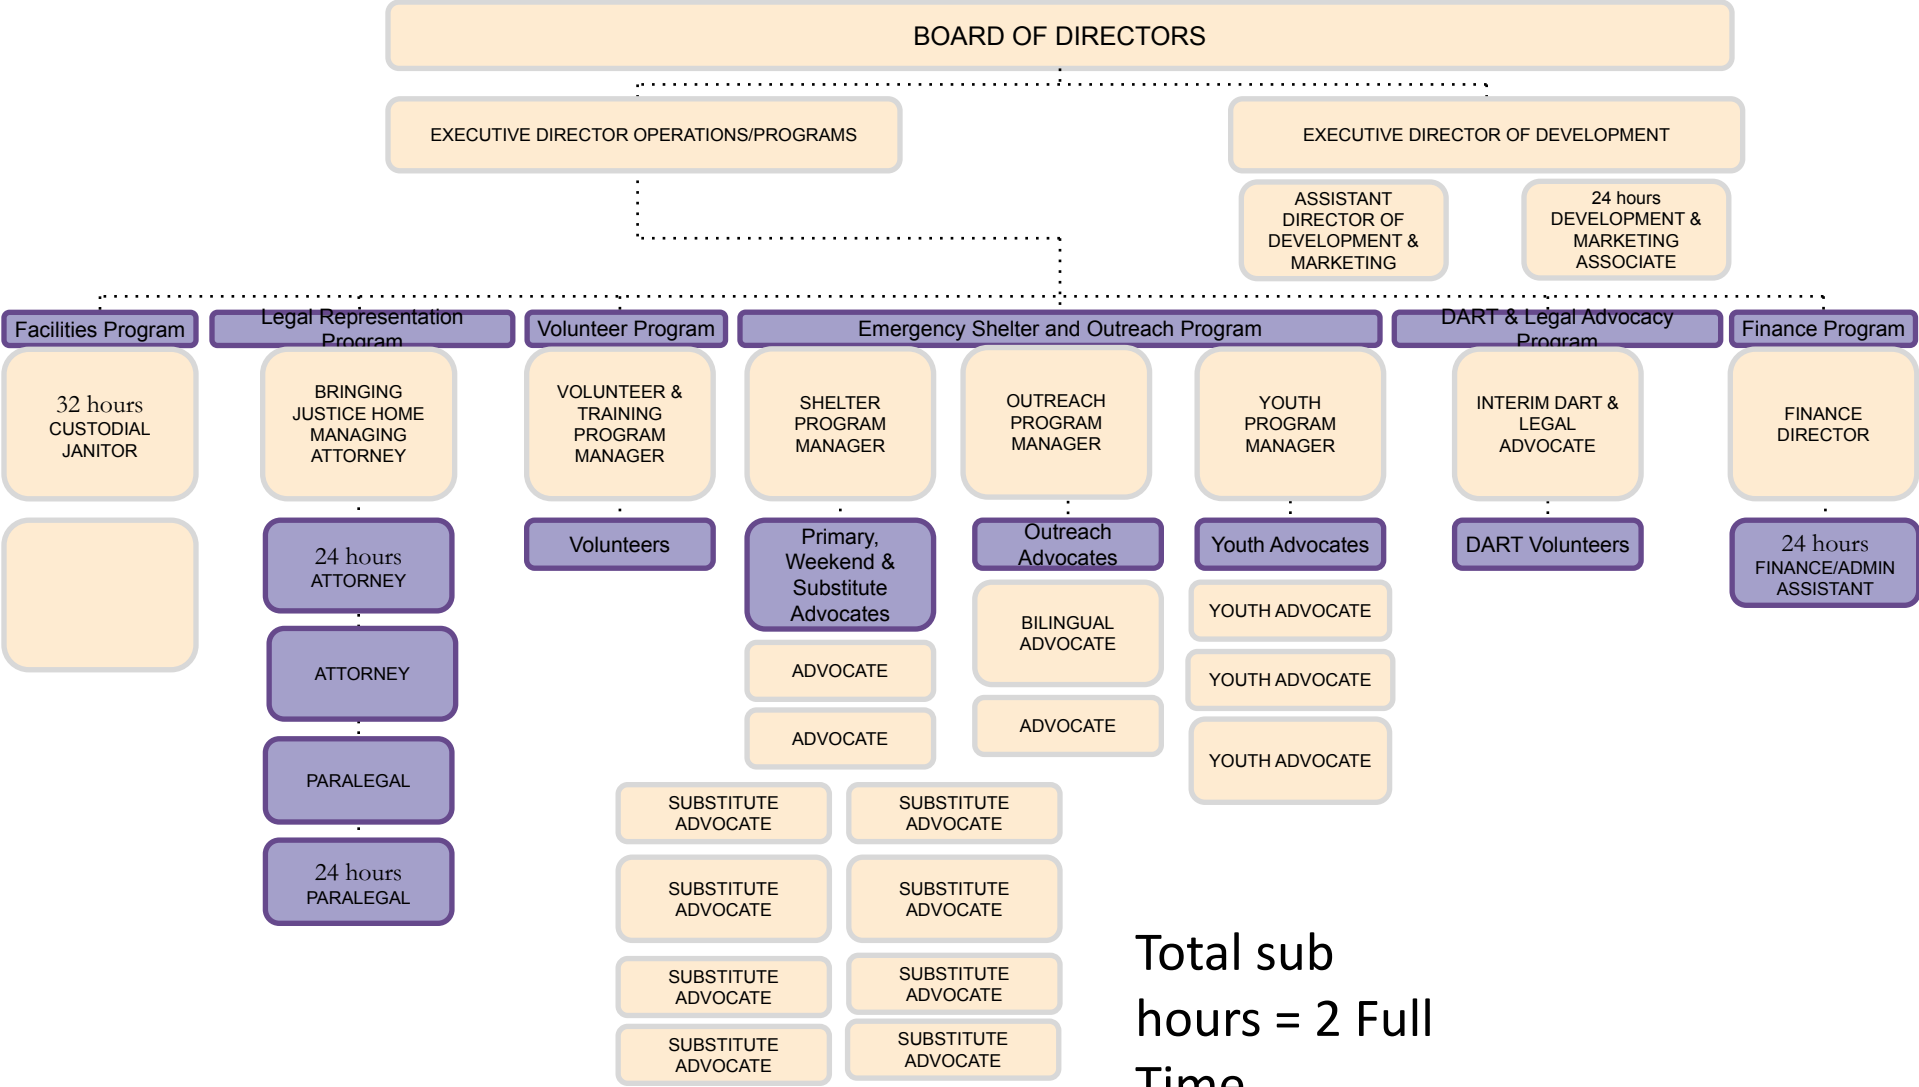 BOARD OF DIRECTORS
EXECUTIVE DIRECTOR OPERATIONS/PROGRAMS
EXECUTIVE DIRECTOR OF DEVELOPMENT
ASSISTANT
DIRECTOR OF
DEVELOPMENT &
MARKETING
24 hours
DEVELOPMENT &
MARKETING
ASSOCIATE
Facilities Program
Legal Representation
Program
Volunteer Program
Emergency Shelter and Outreach Program
DART & Legal Advocacy
Program
Finance Program
32 hours
CUSTODIAL
JANITOR
BRINGING
JUSTICE HOME
MANAGING
ATTORNEY
VOLUNTEER &
TRAINING
PROGRAM
MANAGER
SHELTER
PROGRAM
MANAGER
OUTREACH
PROGRAM
MANAGER
YOUTH
PROGRAM
MANAGER
INTERIM DART &
LEGAL
ADVOCATE
FINANCE
DIRECTOR
24 hours
ATTORNEY
ATTORNEY
PARALEGAL
24 hours
PARALEGAL
Volunteers
Primary,
Weekend &
Substitute
Advocates
ADVOCATE
ADVOCATE
Outreach
Advocates
BILINGUAL
ADVOCATE
ADVOCATE
Youth Advocates
YOUTH ADVOCATE
YOUTH ADVOCATE
YOUTH ADVOCATE
DART Volunteers
24 hours
FINANCE/ADMIN
ASSISTANT
SUBSTITUTE
ADVOCATE
SUBSTITUTE
ADVOCATE
SUBSTITUTE
ADVOCATE
SUBSTITUTE
ADVOCATE
SUBSTITUTE
ADVOCATE
SUBSTITUTE
ADVOCATE
SUBSTITUTE
ADVOCATE
SUBSTITUTE
ADVOCATE
Total sub
hours = 2 Full
Time